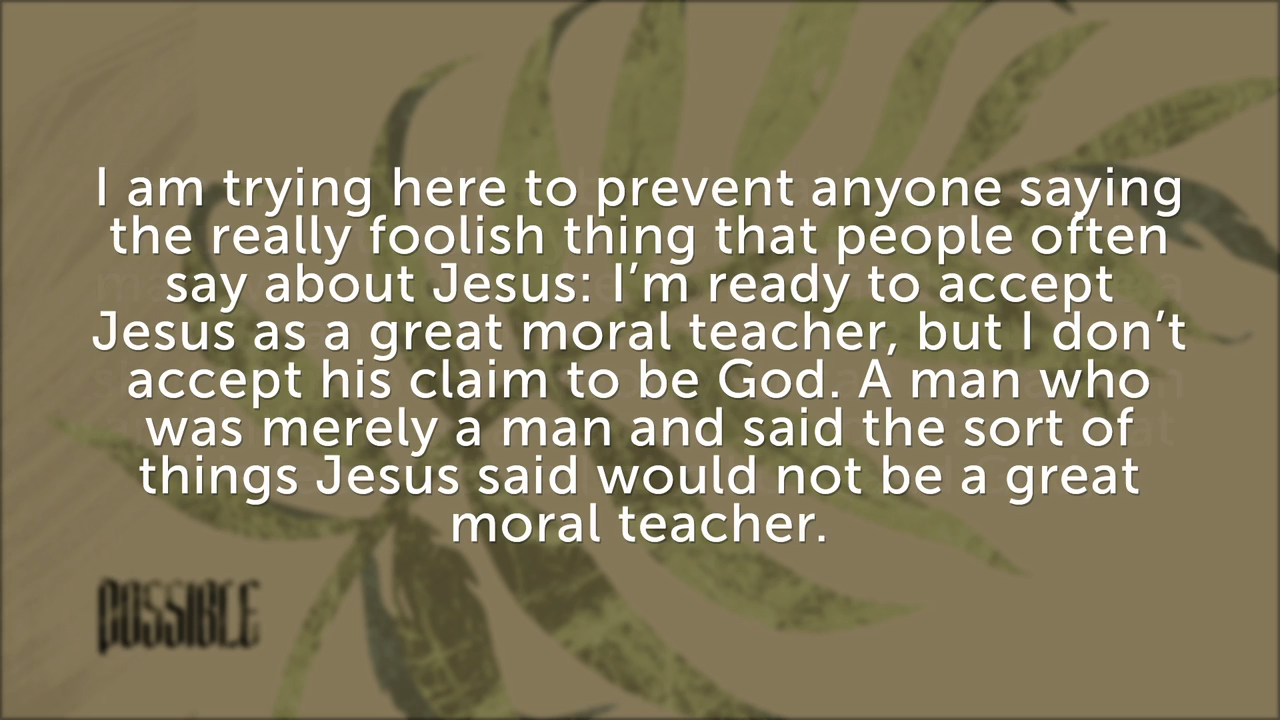 I am trying here to prevent anyone saying
the really foolish thing that people often
say about Jesus: I’m ready to accept
Jesus as a great moral teacher, but I don’t
accept his claim to be God. A man who
was merely a man and said the sort of
things Jesus said would not be a great
moral teacher.
POSSIBLE